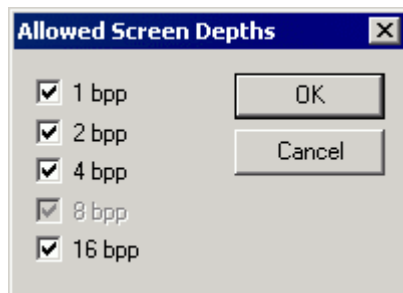 Allowed Screen Depths
1 bpp
OK
2 bpp
Cancel
4 bpp
8 bpp
16 bpp